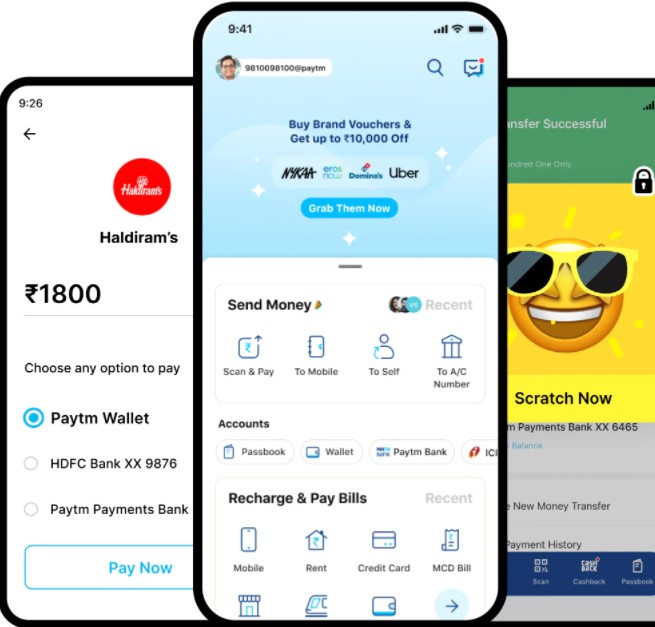 9:26
Haldiram's
Haldiram's
₹1800
Choose any option to pay
Paytm Wallet
HDFC Bank XX 9876
Paytm Payments Bank
Pay Now
9:41
9810098100@paytm
Buy Brand Vouchers &
Get up to ₹10,000 Off
NYKAA eros now Domino's Uber
Grab Them Now
Send Money
VS Recent
Scan & Pay To Mobile To Self To A/C
Number
Accounts
Passbook Wallet Paytm Bank ICI
Recharge & Pay Bills Recent
Mobile Rent Credit Card MCD Bill
ansfer Successful
undred One Only
Scratch Now
m Payments Bank XX 6465
Balance
e New Money Transfer
Payment History
Scan Cashback Passbook